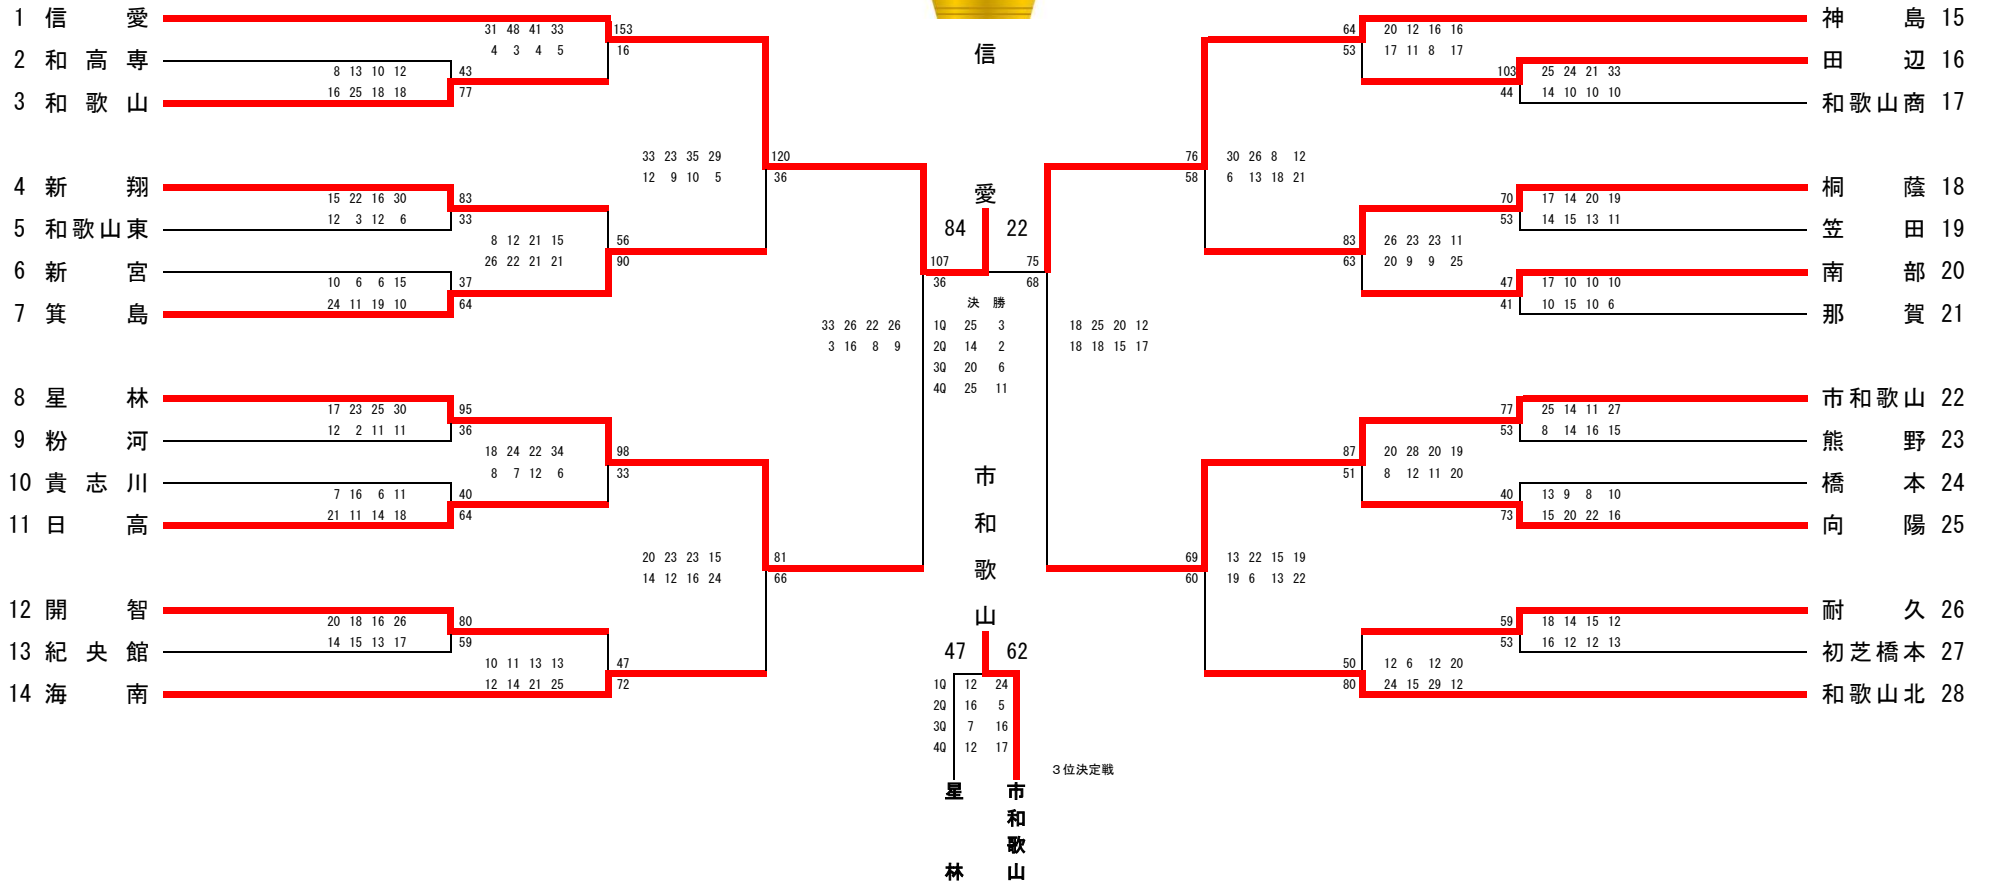 1 信愛
2 和高専
3 和歌山
4 新翔
5 和歌山東
6 新宮
7 箕島
8 星林
9 粉河
10 貴志川
11 日高
12 開智
13 紀央館
14 海南
31 48 41 33 153
4 3 4 5 16
8 13 10 12 43
16 25 18 18 77
33 23 35 29 120
12 9 10 5 36
15 22 16 30 83
12 3 12 6 33
8 12 21 15 56
26 22 21 21 90
10 6 6 15 37
24 11 19 10 64
33 26 22 26 107
3 16 8 9 36
17 23 25 30 95
12 2 11 11 36
18 24 22 34 98
8 7 12 6 33
7 16 6 11 40
21 11 14 18 64
20 23 23 15 81
14 12 16 24 66
20 18 16 26 80
14 15 13 17 59
10 11 13 13 47
12 14 21 25 72
信愛
84 22
決勝
1Q 25 3
2Q 14 2
3Q 20 6
4Q 25 11
市和歌山
47 62
1Q 12 24
2Q 16 5
3Q 7 16
4Q 12 17
3位決定戦
星林
市和歌山
64 20 12 16 16
53 17 11 8 17
103 25 24 21 33
44 14 10 10 10
76 30 26 8 12
58 6 13 18 21
70 17 14 20 19
53 14 15 13 11
83 26 23 23 11
63 20 9 9 25
47 17 10 10 10
41 10 15 10 6
75 18 25 20 12
68 18 18 15 17
77 25 14 11 27
53 8 14 16 15
87 20 28 20 19
51 8 12 11 20
40 13 9 8 10
73 15 20 22 16
69 13 22 15 19
60 19 6 13 22
59 18 14 15 12
53 16 12 12 13
50 12 6 12 20
80 24 15 29 12
神島 15
田辺 16
和歌山商 17
桐蔭 18
笠田 19
南部 20
那賀 21
市和歌山 22
熊野 23
橋本 24
向陽 25
耐久 26
初芝橋本 27
和歌山北 28